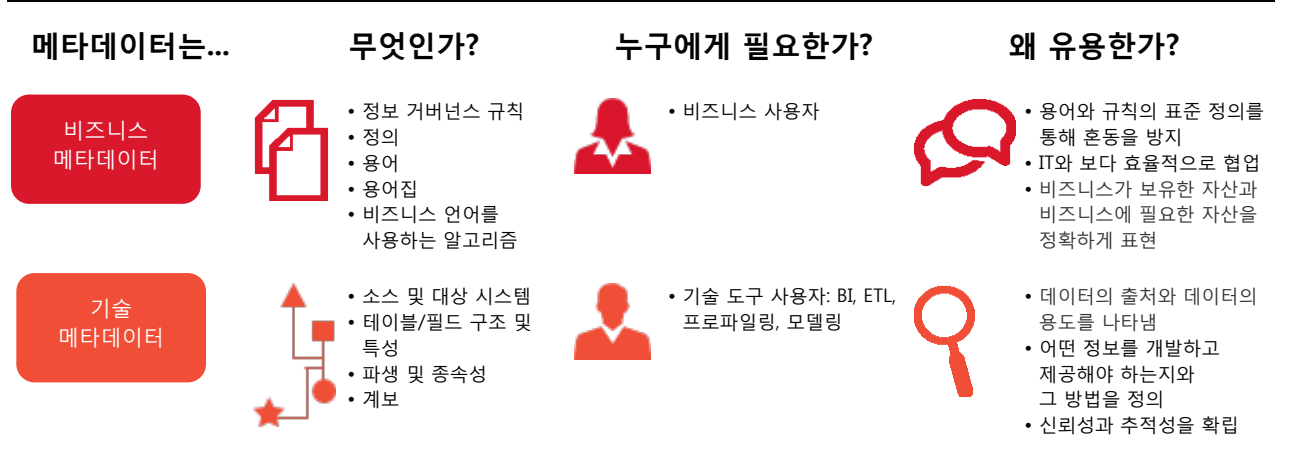 메타데이터는...
무엇인가?
누구에게 필요한가?
왜 유용한가?
비즈니스
메타데이터
• 정보 거버넌스 규칙
• 정의
• 용어
• 용어집
• 비즈니스 언어를
사용하는 알고리즘
• 비즈니스 사용자
• 용어와 규칙의 표준 정의를
통해 혼동을 방지
• IT와 보다 효율적으로 협업
• 비즈니스가 보유한 자산과
비즈니스에 필요한 자산을
정확하게 표현
기술
메타데이터
• 소스 및 대상 시스템
• 테이블/필드 구조 및
특성
• 파생 및 종속성
• 계보
• 기술 도구 사용자: BI, ETL,
프로파일링, 모델링
• 데이터의 출처와 데이터의
용도를 나타냄
• 어떤 정보를 개발하고
제공해야 하는지와
그 방법을 정의
• 신뢰성과 추적성을 확립